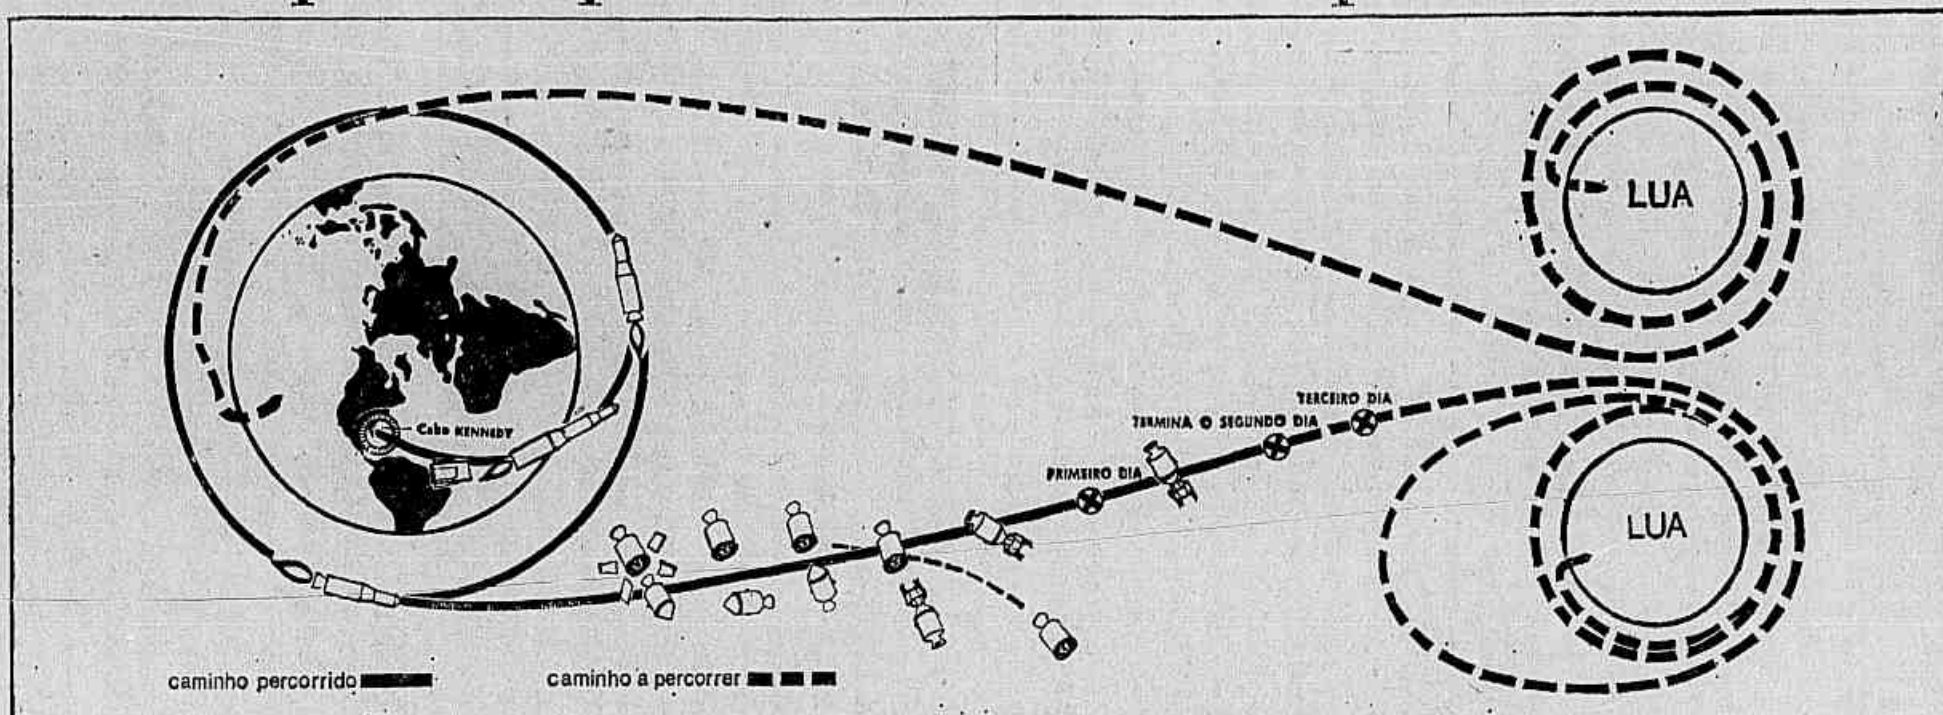 LUA
TERCEIRO DIA
TERMINA O SEGUNDO DIA
Cabo KENNEDY
PRIMEIRO DIA
LUA
caminho percorrido
caminho a percorrer